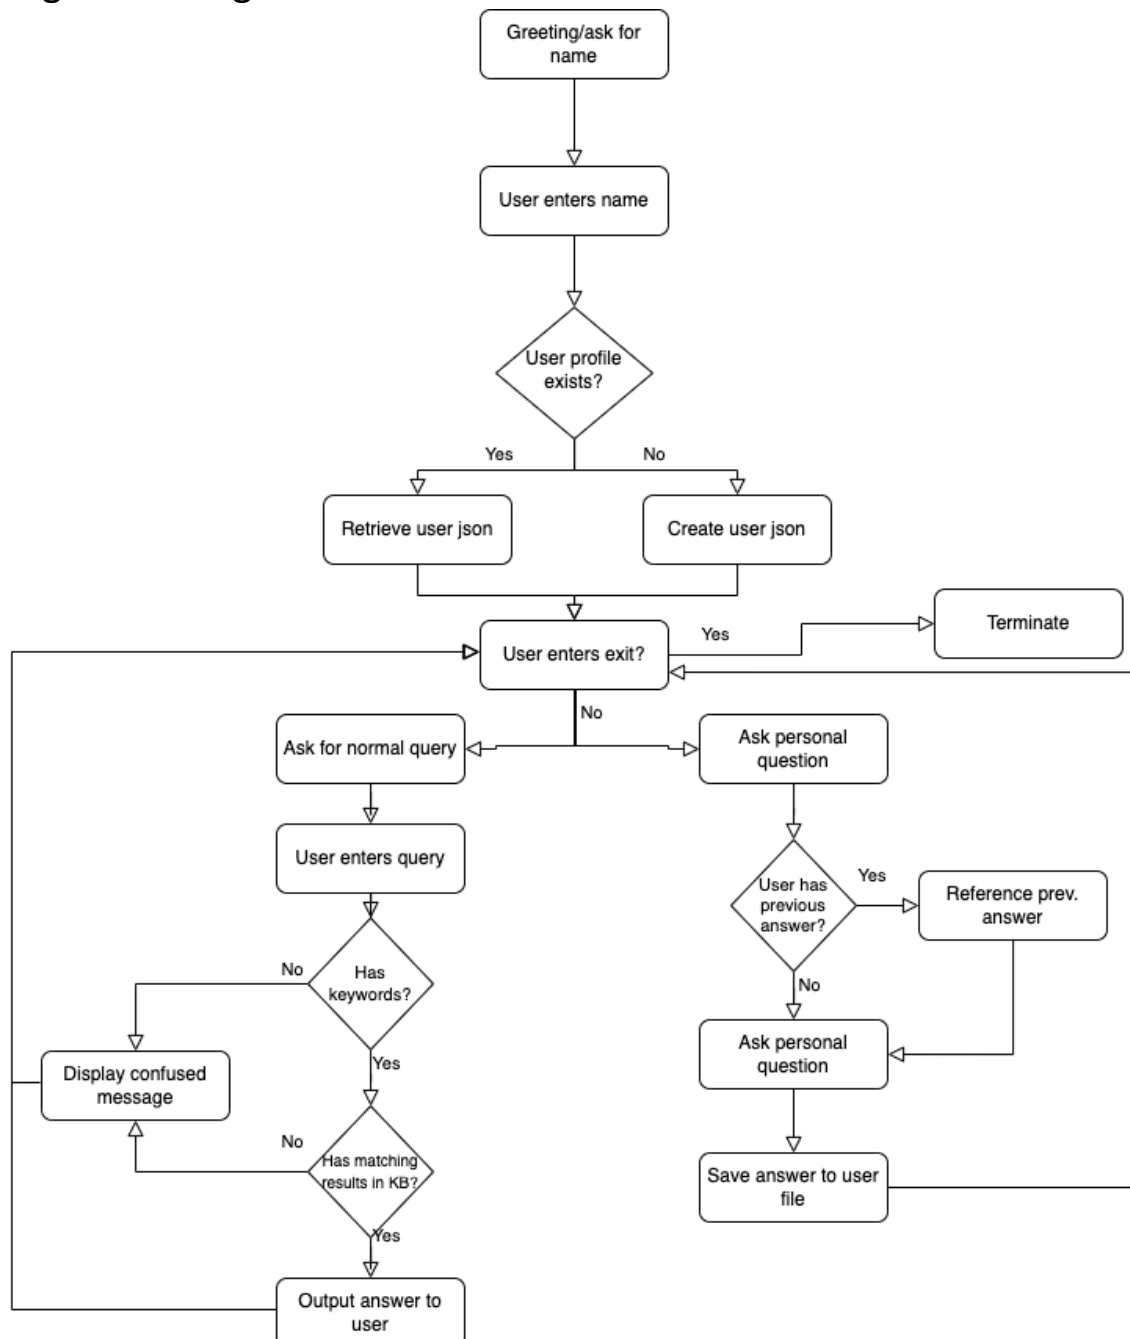 Greeting/ask for
name
User enters name
User profile
exists?
Yes
No
Retrieve user json
Create user json
User enters exit?
Yes
Terminate
No
Ask for normal query
Ask personal
question
User enters query
User has
previous
answer?
Yes
Reference prev.
answer
No
Has
keywords?
No
Ask personal
question
Yes
Display confused
message
No
Has matching
results in KB?
Save answer to user
file
Yes
Output answer to
user